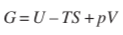 G = U – TS + pV